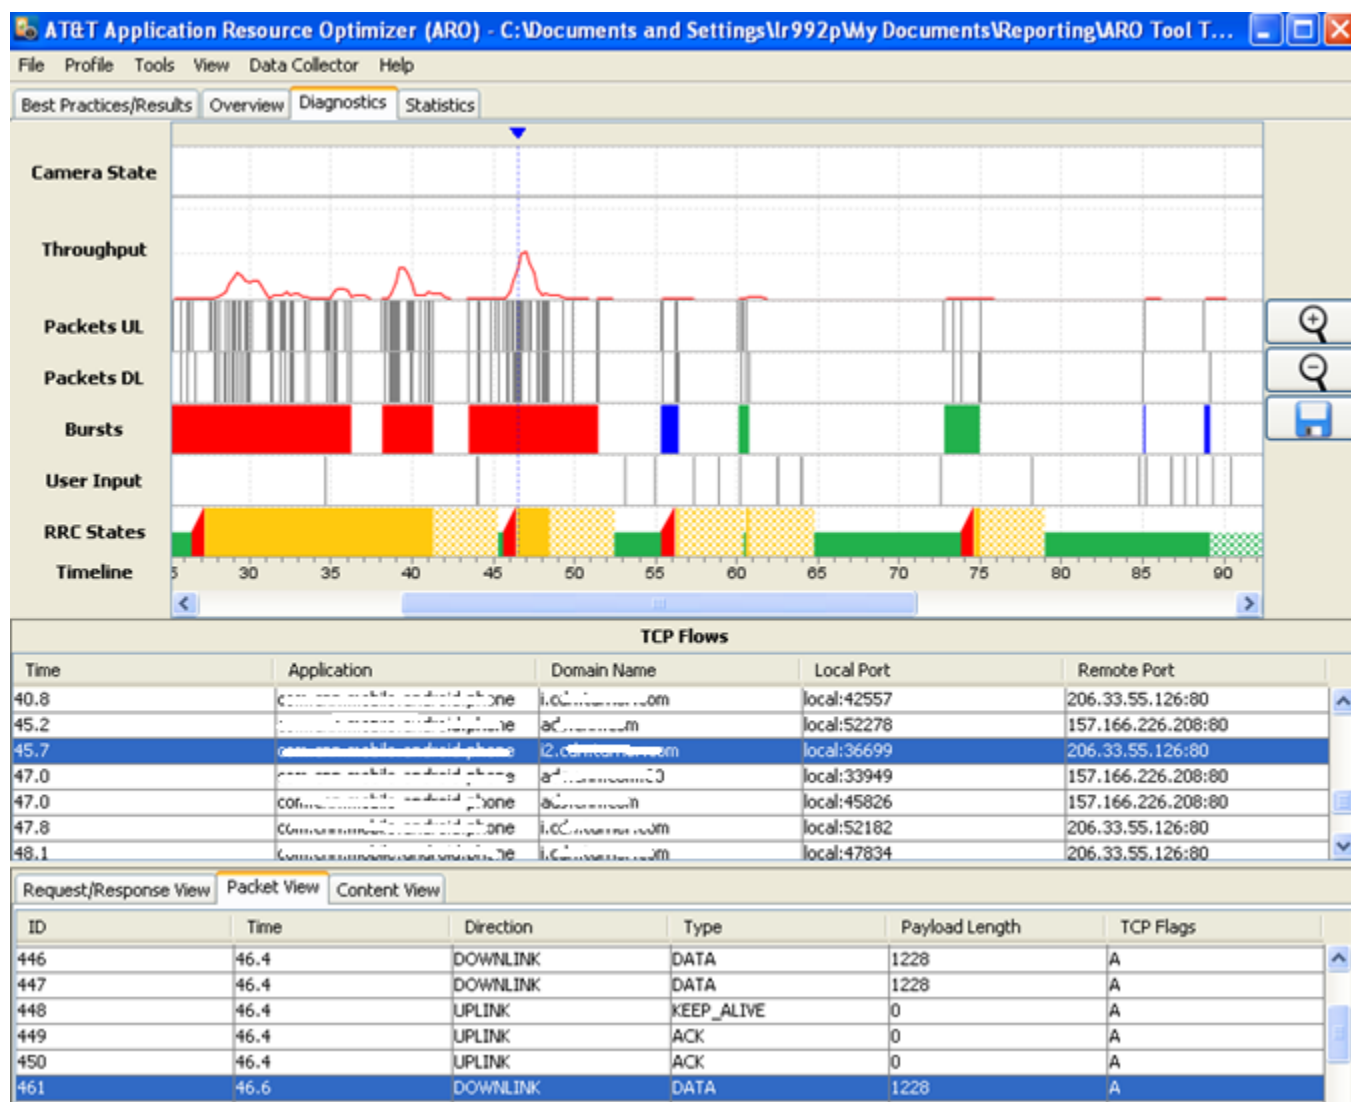 AT&T Application Resource Optimizer (ARO) - C:\Documents and Settings\lr992p\My Documents\Reporting\ARO Tool T...
File Profile Tools View Data Collector Help
Best Practices/Results Overview Diagnostics Statistics
Camera State
Throughput
Packets UL
Packets DL
Bursts
User Input
RRC States
Timeline 30 35 40 45 50 55 60 65 70 75 80 85 90
TCP Flows
Time Application Domain Name Local Port Remote Port
40.8 local:42557 206.33.55.126:80
45.2 local:52278 157.166.226.208:80
45.7 local:36699 206.33.55.126:80
47.0 local:33949 157.166.226.208:80
47.0 local:45826 157.166.226.208:80
47.8 local:52182 206.33.55.126:80
48.1 local:47834 206.33.55.126:80
Request/Response View Packet View Content View
ID Time Direction Type Payload Length TCP Flags
446 46.4 DOWNLINK DATA 1228 A
447 46.4 DOWNLINK DATA 1228 A
448 46.4 UPLINK KEEP_ALIVE 0 A
449 46.4 UPLINK ACK 0 A
450 46.4 UPLINK ACK 0 A
461 46.6 DOWNLINK DATA 1228 A